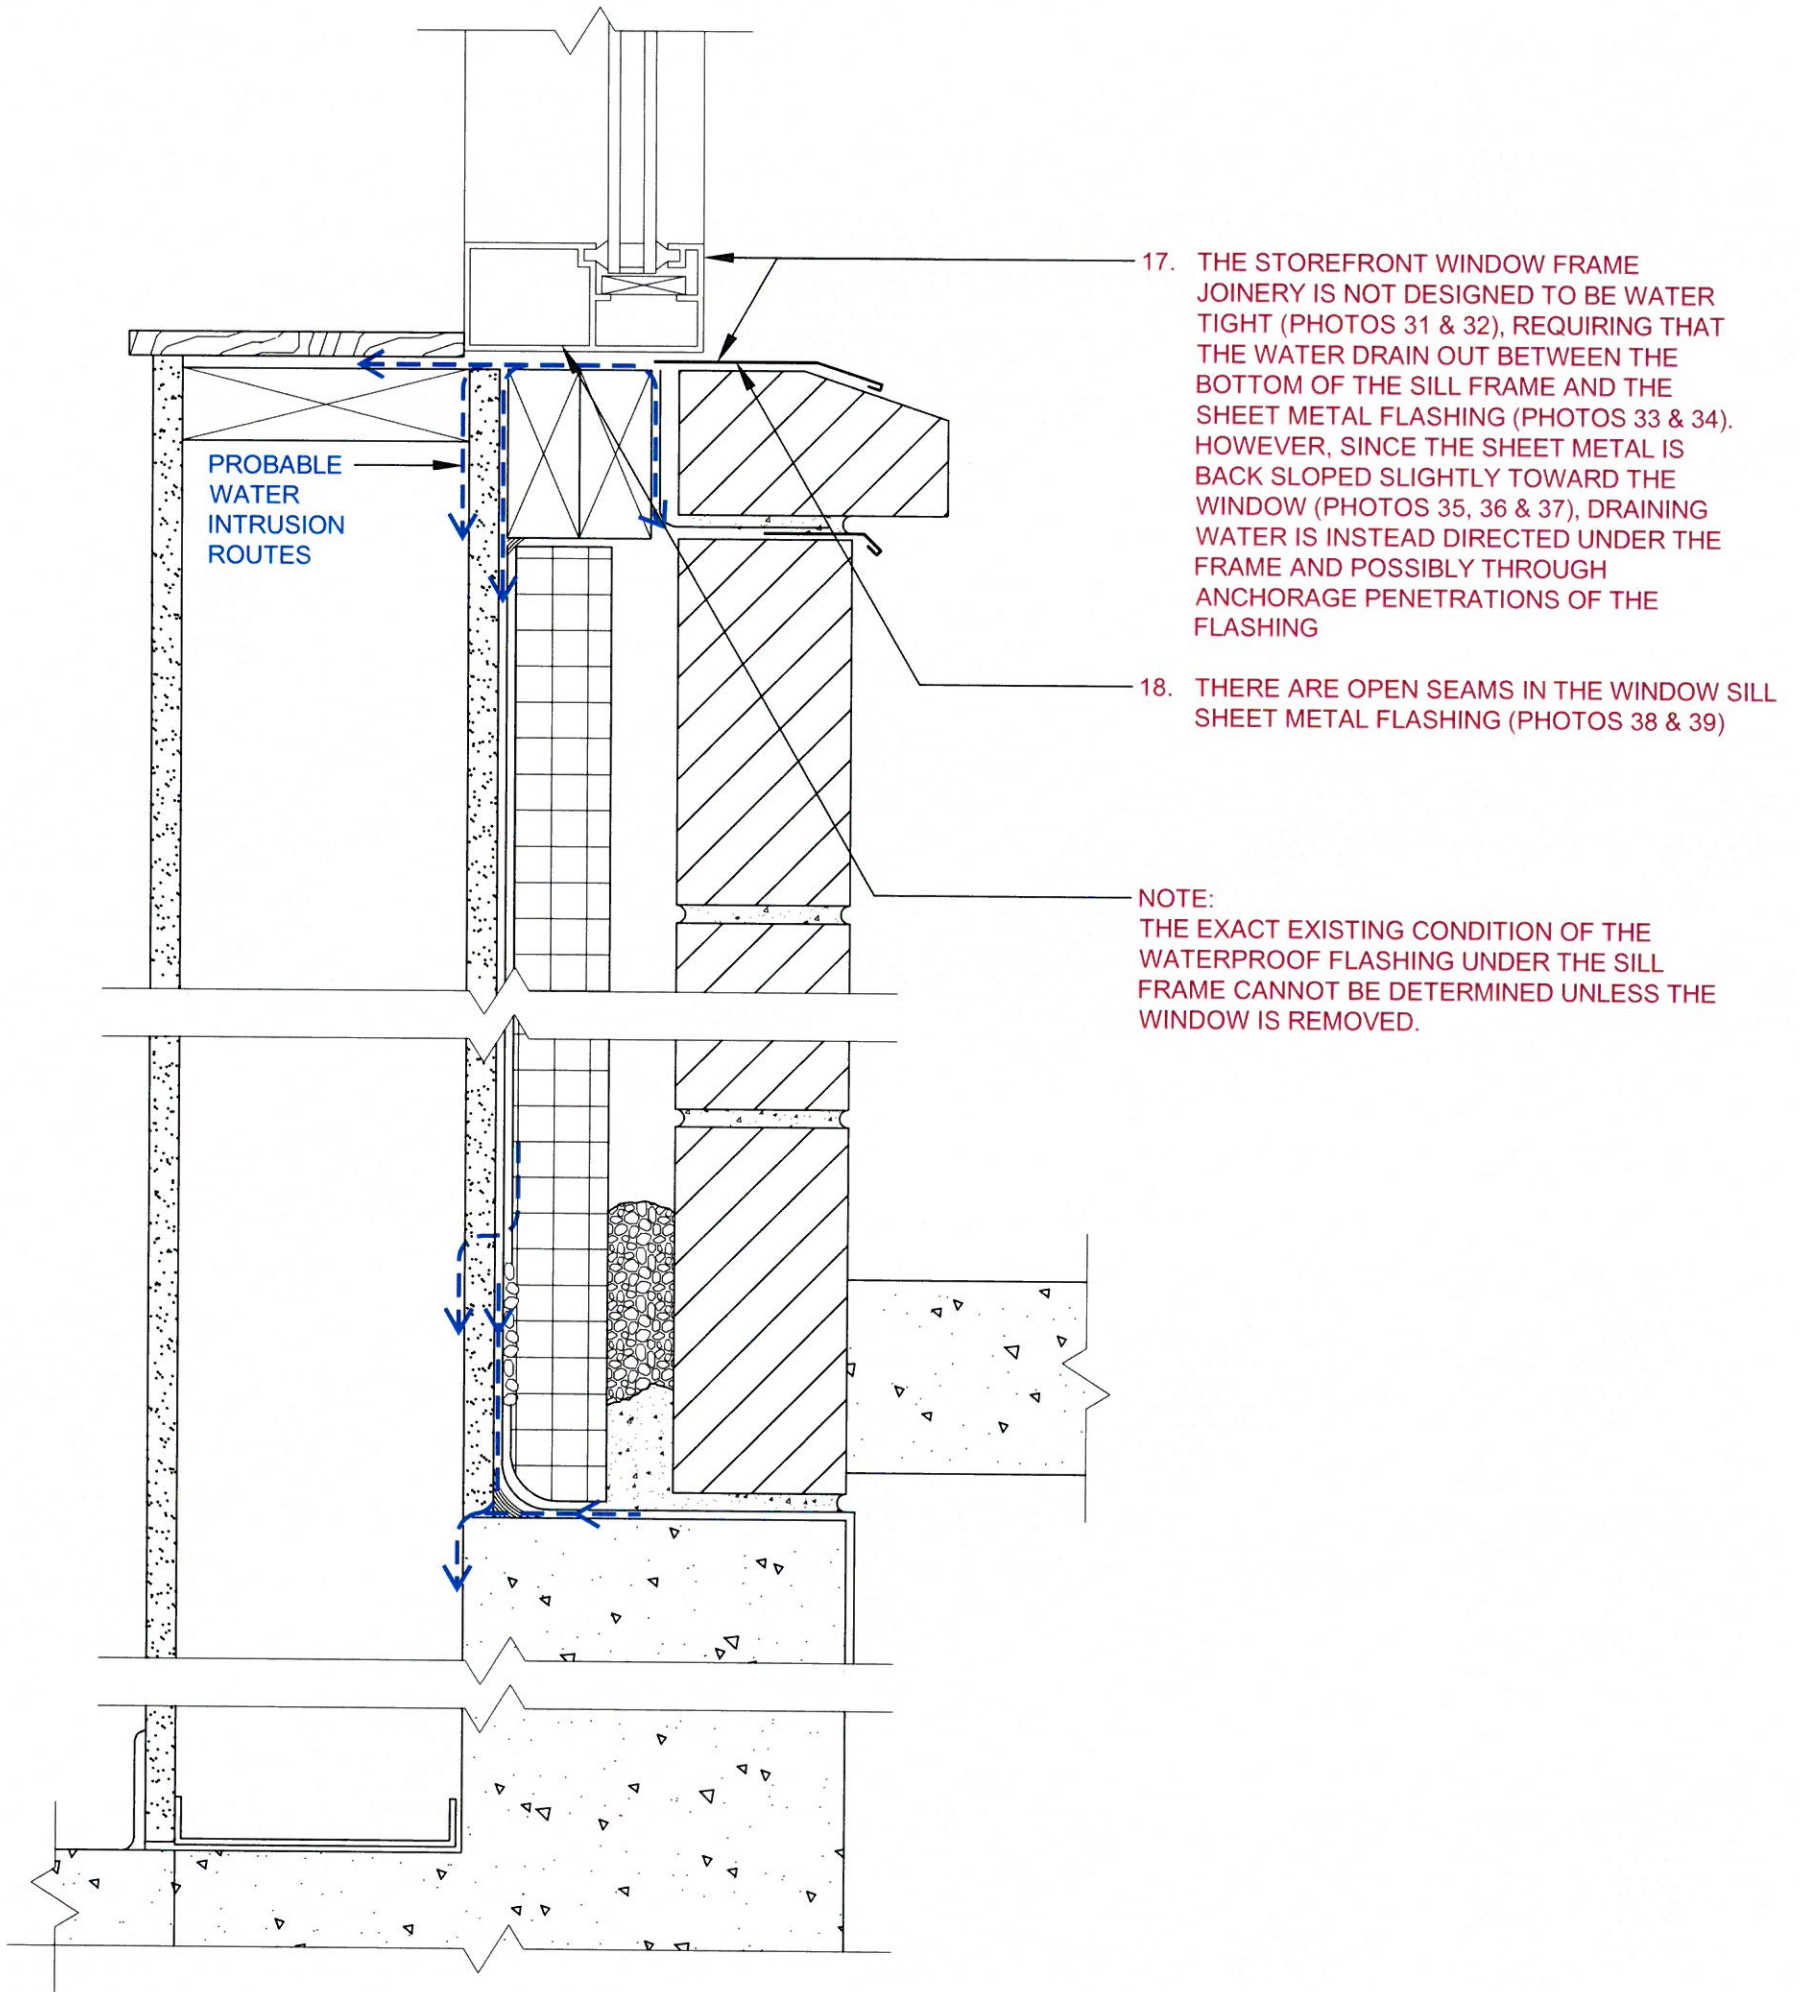 17. THE STOREFRONT WINDOW FRAME
JOINERY IS NOT DESIGNED TO BE WATER
TIGHT (PHOTOS 31 & 32), REQUIRING THAT
THE WATER DRAIN OUT BETWEEN THE
BOTTOM OF THE SILL FRAME AND THE
SHEET METAL FLASHING (PHOTOS 33 & 34).
HOWEVER, SINCE THE SHEET METAL IS
BACK SLOPED SLIGHTLY TOWARD THE
WINDOW (PHOTOS 35, 36 & 37), DRAINING
WATER IS INSTEAD DIRECTED UNDER THE
FRAME AND POSSIBLY THROUGH
ANCHORAGE PENETRATIONS OF THE
FLASHING
PROBABLE
WATER
INTRUSION
ROUTES
18. THERE ARE OPEN SEAMS IN THE WINDOW SILL
SHEET METAL FLASHING (PHOTOS 38 & 39)
NOTE:
THE EXACT EXISTING CONDITION OF THE
WATERPROOF FLASHING UNDER THE SILL
FRAME CANNOT BE DETERMINED UNLESS THE
WINDOW IS REMOVED.